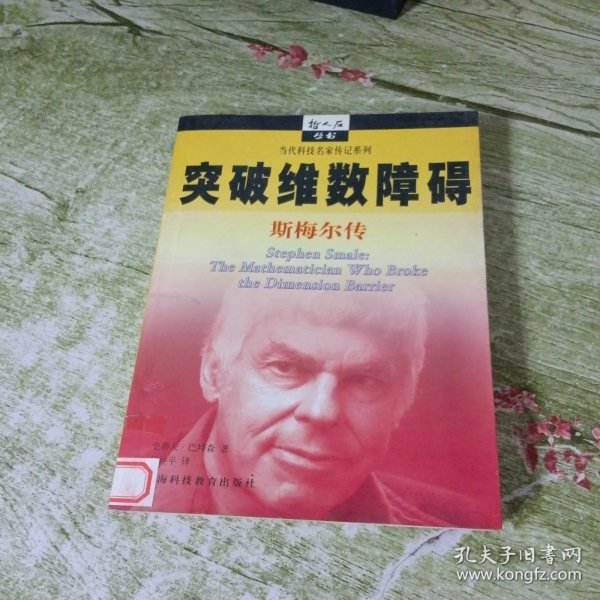 哲人石
丛书
当代科技名家传记系列
突破维数障碍
斯梅尔传
Stephen Smale:
The Mathematician Who Broke
the Dimension Barrier
史蒂夫·巴特森 著
平 译
海科技教育出版社
孔夫子旧书网
www.kongfz.com